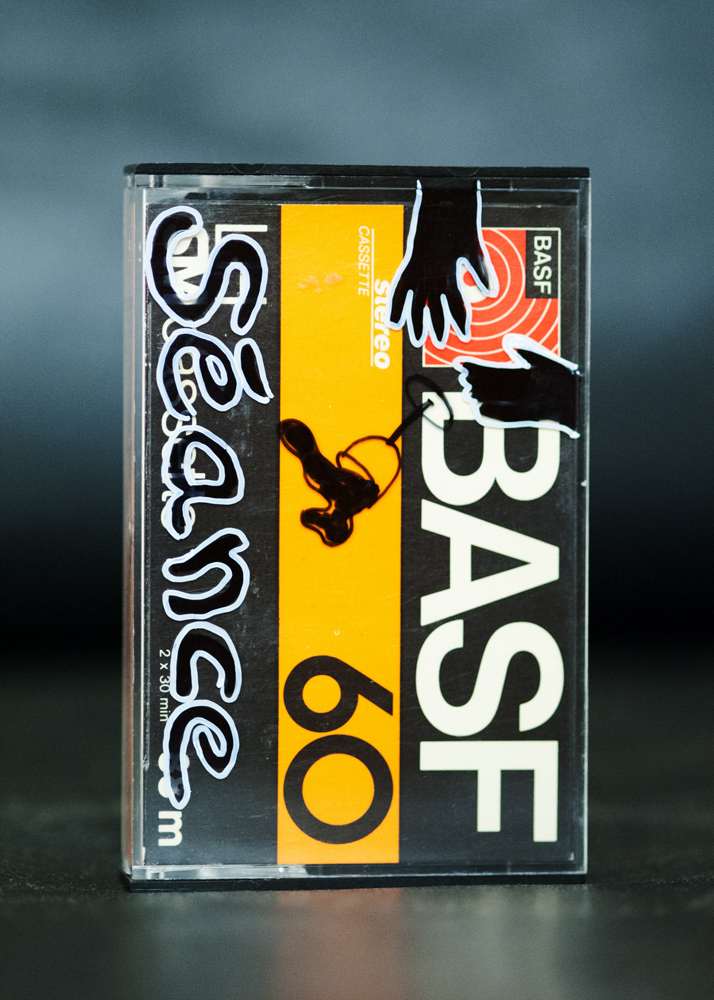 BASF
BASF
CASSETTE
stereo
60
Séance
2 x 30 min
m